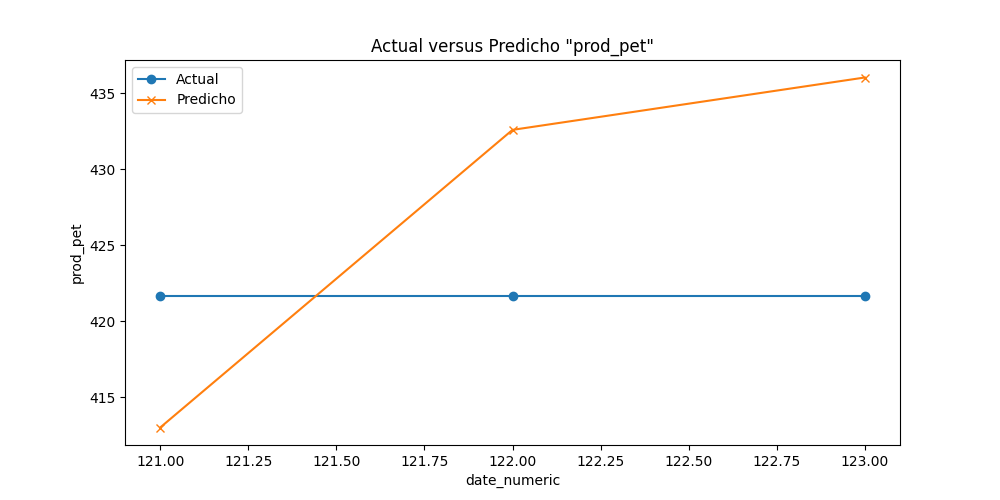 Actual versus Predicho "prod_pet"
Actual
Predicho
prod_pet
435
430
425
420
415
121.00 121.25 121.50 121.75 122.00 122.25 122.50 122.75 123.00
date_numeric